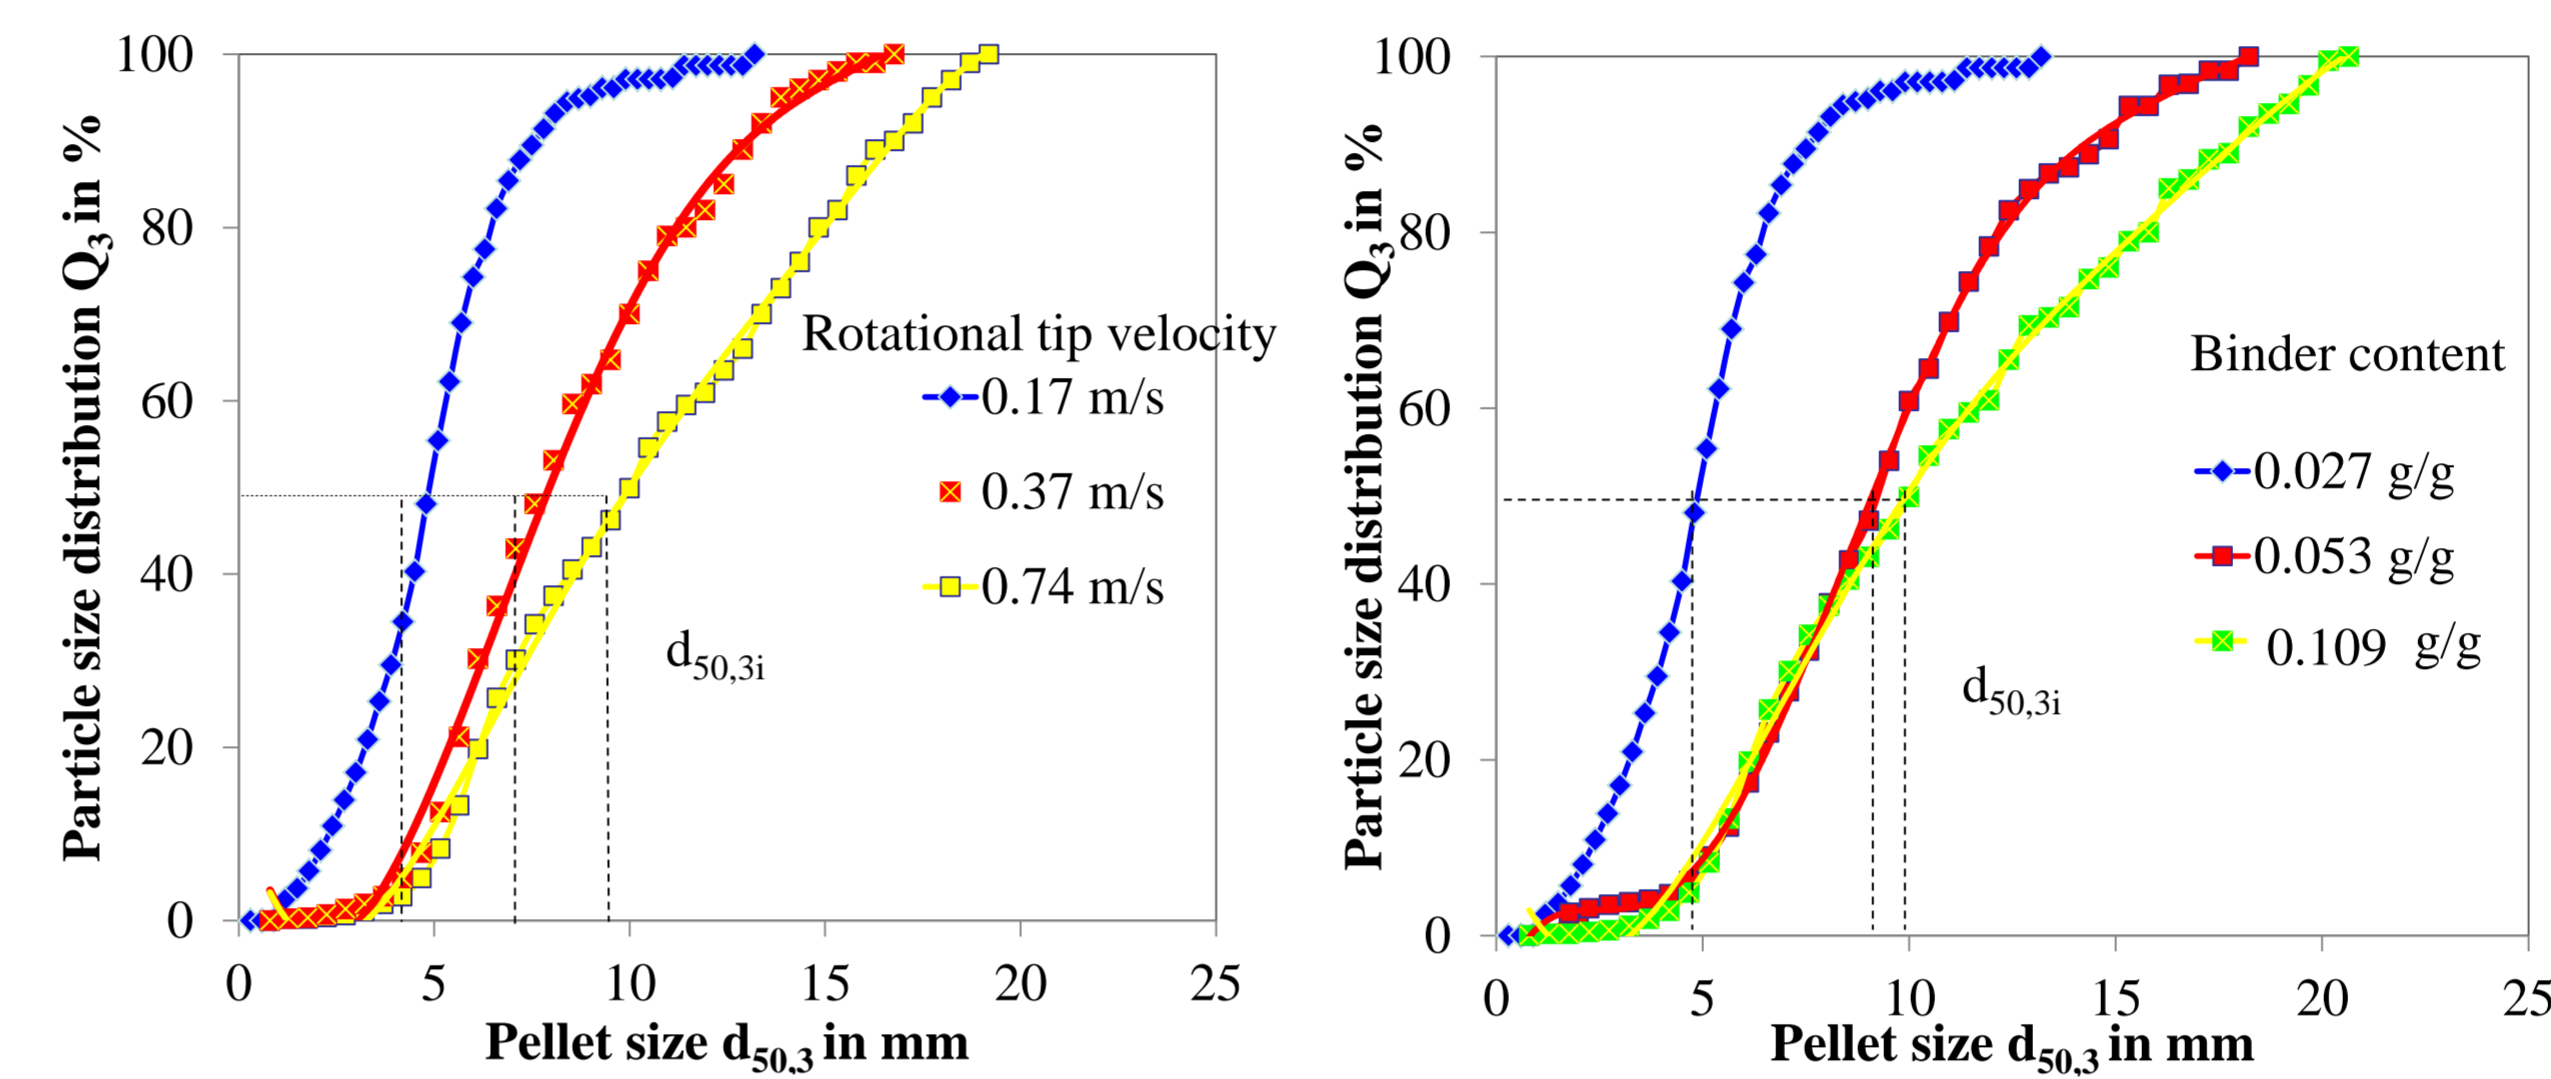 Particle size distribution Q3 in %
100
80
60
40
20
0
0 5 10 15 20 25
Pellet size d50,3 in mm
Rotational tip velocity
0.17 m/s
0.37 m/s
0.74 m/s
d50,3i
Particle size distribution Q3 in %
100
80
60
40
20
0
0 5 10 15 20 25
Pellet size d50,3 in mm
Binder content
0.027 g/g
0.053 g/g
0.109 g/g
d50,3i